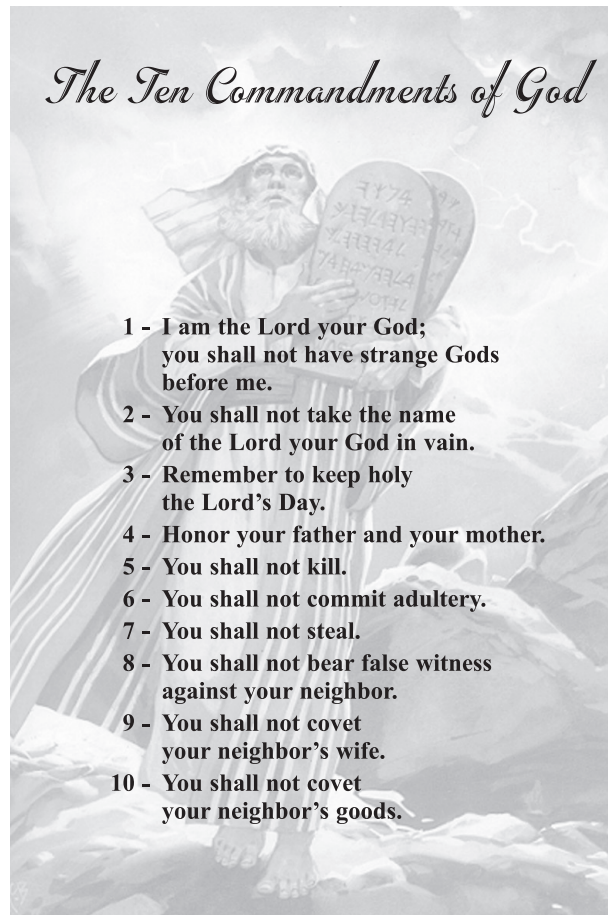 The Ten Commandments of God
1 - I am the Lord your God;
you shall not have strange Gods
before me.
2 - You shall not take the name
of the Lord your God in vain.
3 - Remember to keep holy
the Lord's Day.
4 - Honor your father and your mother.
5 - You shall not kill.
6 - You shall not commit adultery.
7 - You shall not steal.
8 - You shall not bear false witness
against your neighbor.
9 - You shall not covet
your neighbor's wife.
10 - You shall not covet
your neighbor's goods.